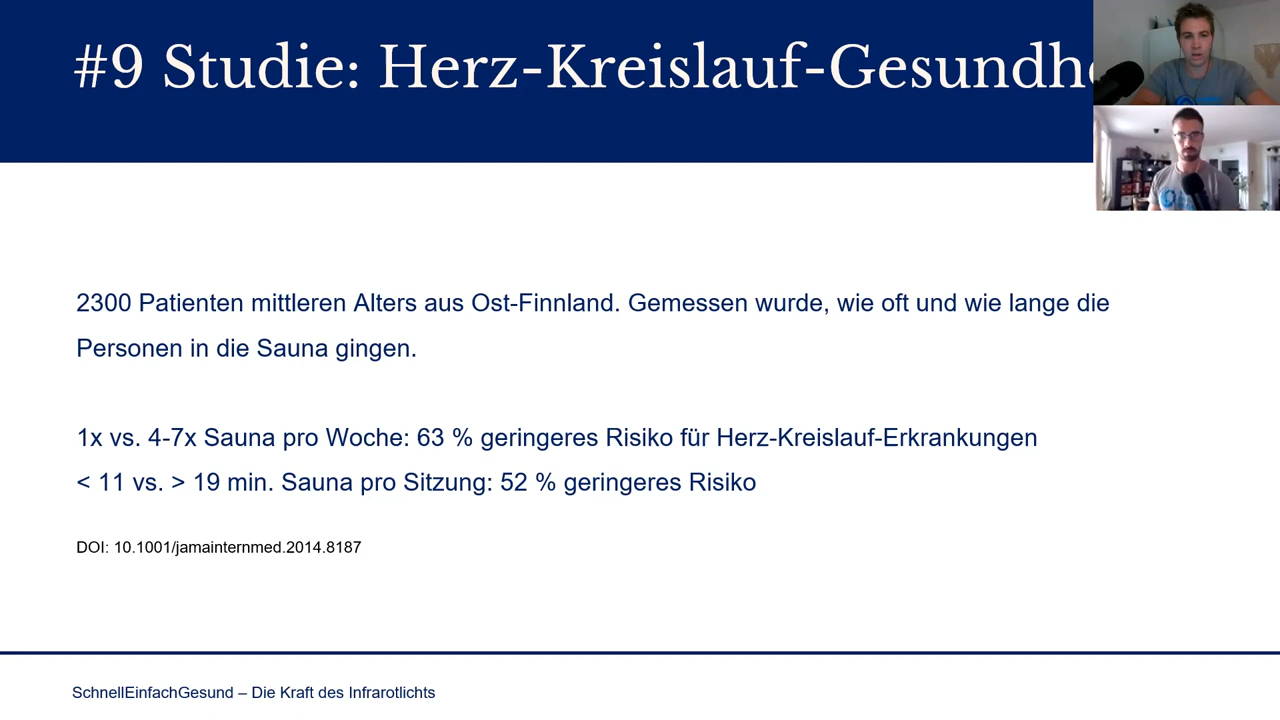 #9 Studie: Herz-Kreislauf-Gesundh
2300 Patienten mittleren Alters aus Ost-Finnland. Gemessen wurde, wie oft und wie lange die
Personen in die Sauna gingen.
1x vs. 4-7x Sauna pro Woche: 63 % geringeres Risiko für Herz-Kreislauf-Erkrankungen
< 11 vs. > 19 min. Sauna pro Sitzung: 52 % geringeres Risiko
DOI: 10.1001/jamainternmed.2014.8187
SchnellEinfachGesund – Die Kraft des Infrarotlichts